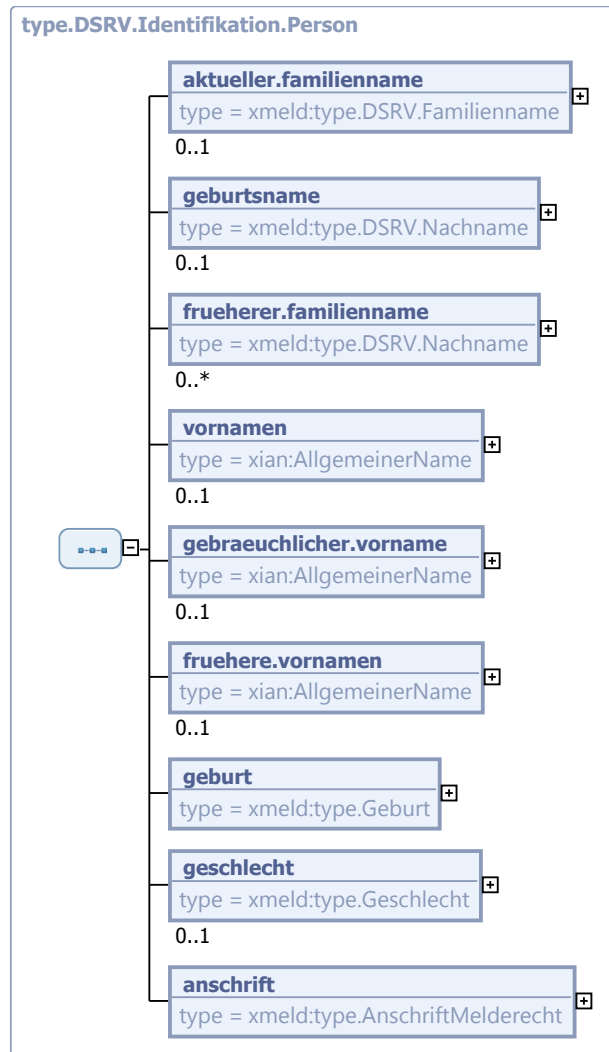 type.DSRV.Identifikation.Person
aktueller.familienname
type = xmeld:type.DSRV.Familienname
0..1
geburtsname
type = xmeld:type.DSRV.Nachname
0..1
frueherer.familienname
type = xmeld:type.DSRV.Nachname
0..*
vornamen
type = xian:AllgemeinerName
0..1
gebraeuchlicher.vorname
type = xian:AllgemeinerName
0..1
fruehere.vornamen
type = xian:AllgemeinerName
0..1
geburt
type = xmeld:type.Geburt
geschlecht
type = xmeld:type.Geschlecht
0..1
anschrift
type = xmeld:type.AnschriftMelderecht